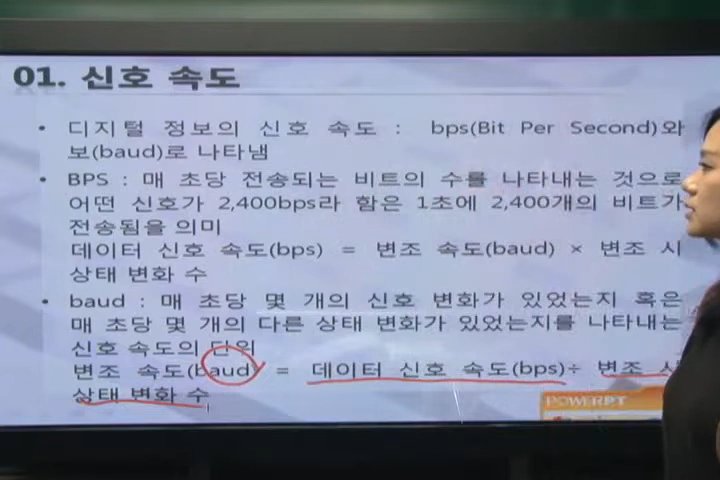 01. 신호 속도
• 디지털 정보의 신호 속도 : bps(Bit Per Second)와
보(baud)로 나타냄
• BPS : 매 초당 전송되는 비트의 수를 나타내는 것으로
어떤 신호가 2,400bps라 함은 1초에 2,400개의 비트가
전송됨을 의미
데이터 신호 속도(bps) = 변조 속도(baud) × 변조 시
상태 변화 수
• baud : 매 초당 몇 개의 신호 변화가 있었는지 혹은
매 초당 몇 개의 다른 상태 변화가 있었는지를 나타내는
신호 속도의 단위
변조 속도(baud) = 데이터 신호 속도(bps)÷ 변조 시
상태 변화 수
POWERPT